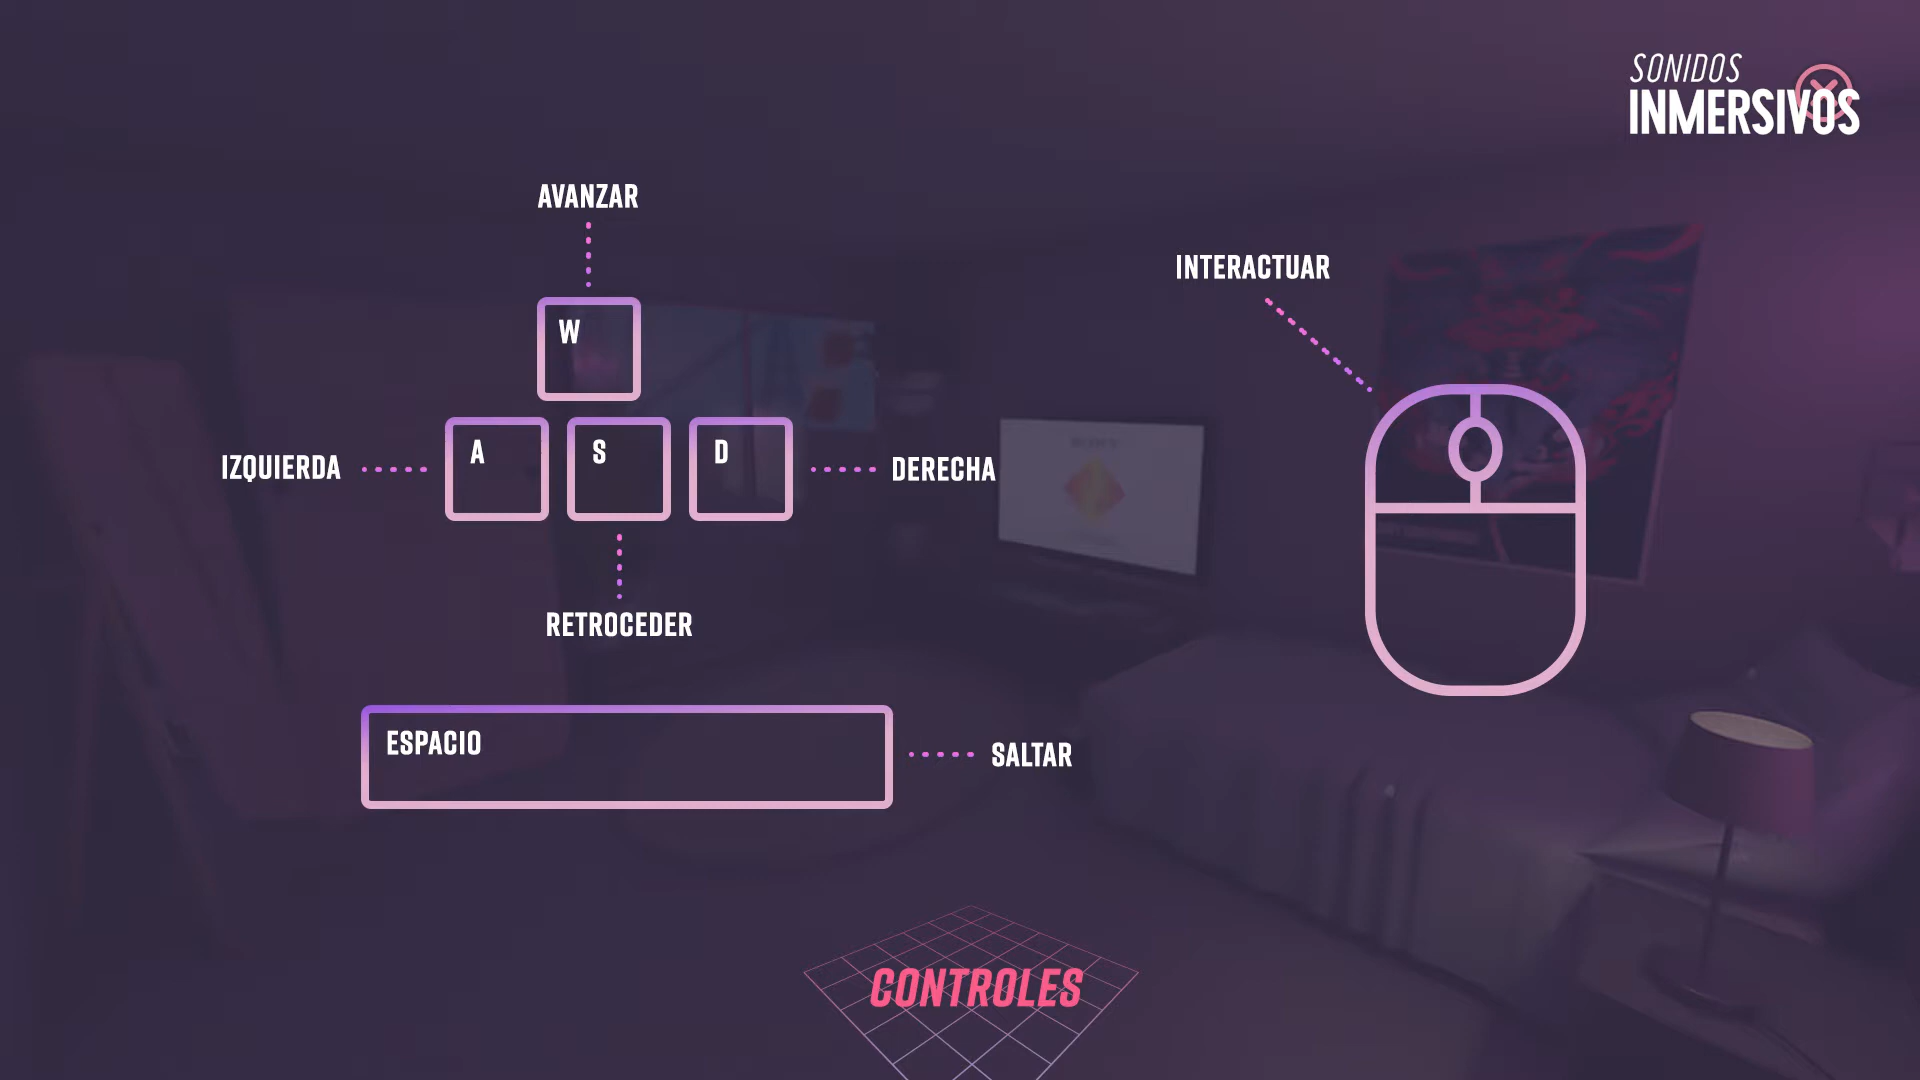 SONIDOS
INMERSIVOS
AVANZAR
INTERACTUAR
W
A
S
D
IZQUIERDA
DERECHA
RETROCEDER
ESPACIO
SALTAR
CONTROLES